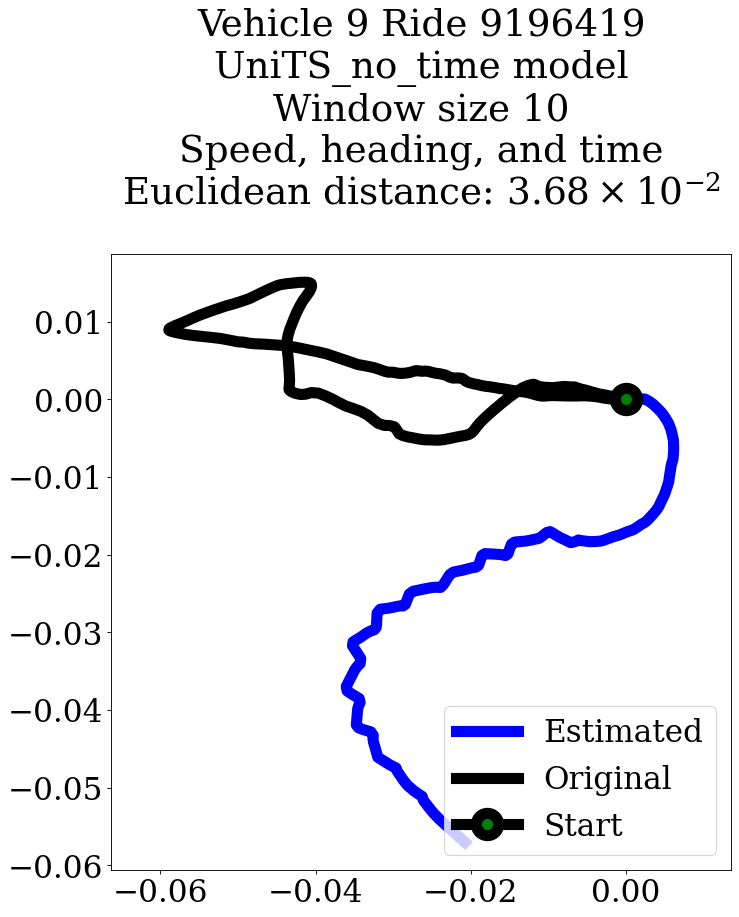 Vehicle 9 Ride 9196419
UniTS_no_time model
Window size 10
Speed, heading, and time
Euclidean distance: 3.68 × 10⁻²
0.01
0.00
−0.01
−0.02
−0.03
−0.04
−0.05
−0.06
Estimated
Original
Start
−0.06 −0.04 −0.02 0.00